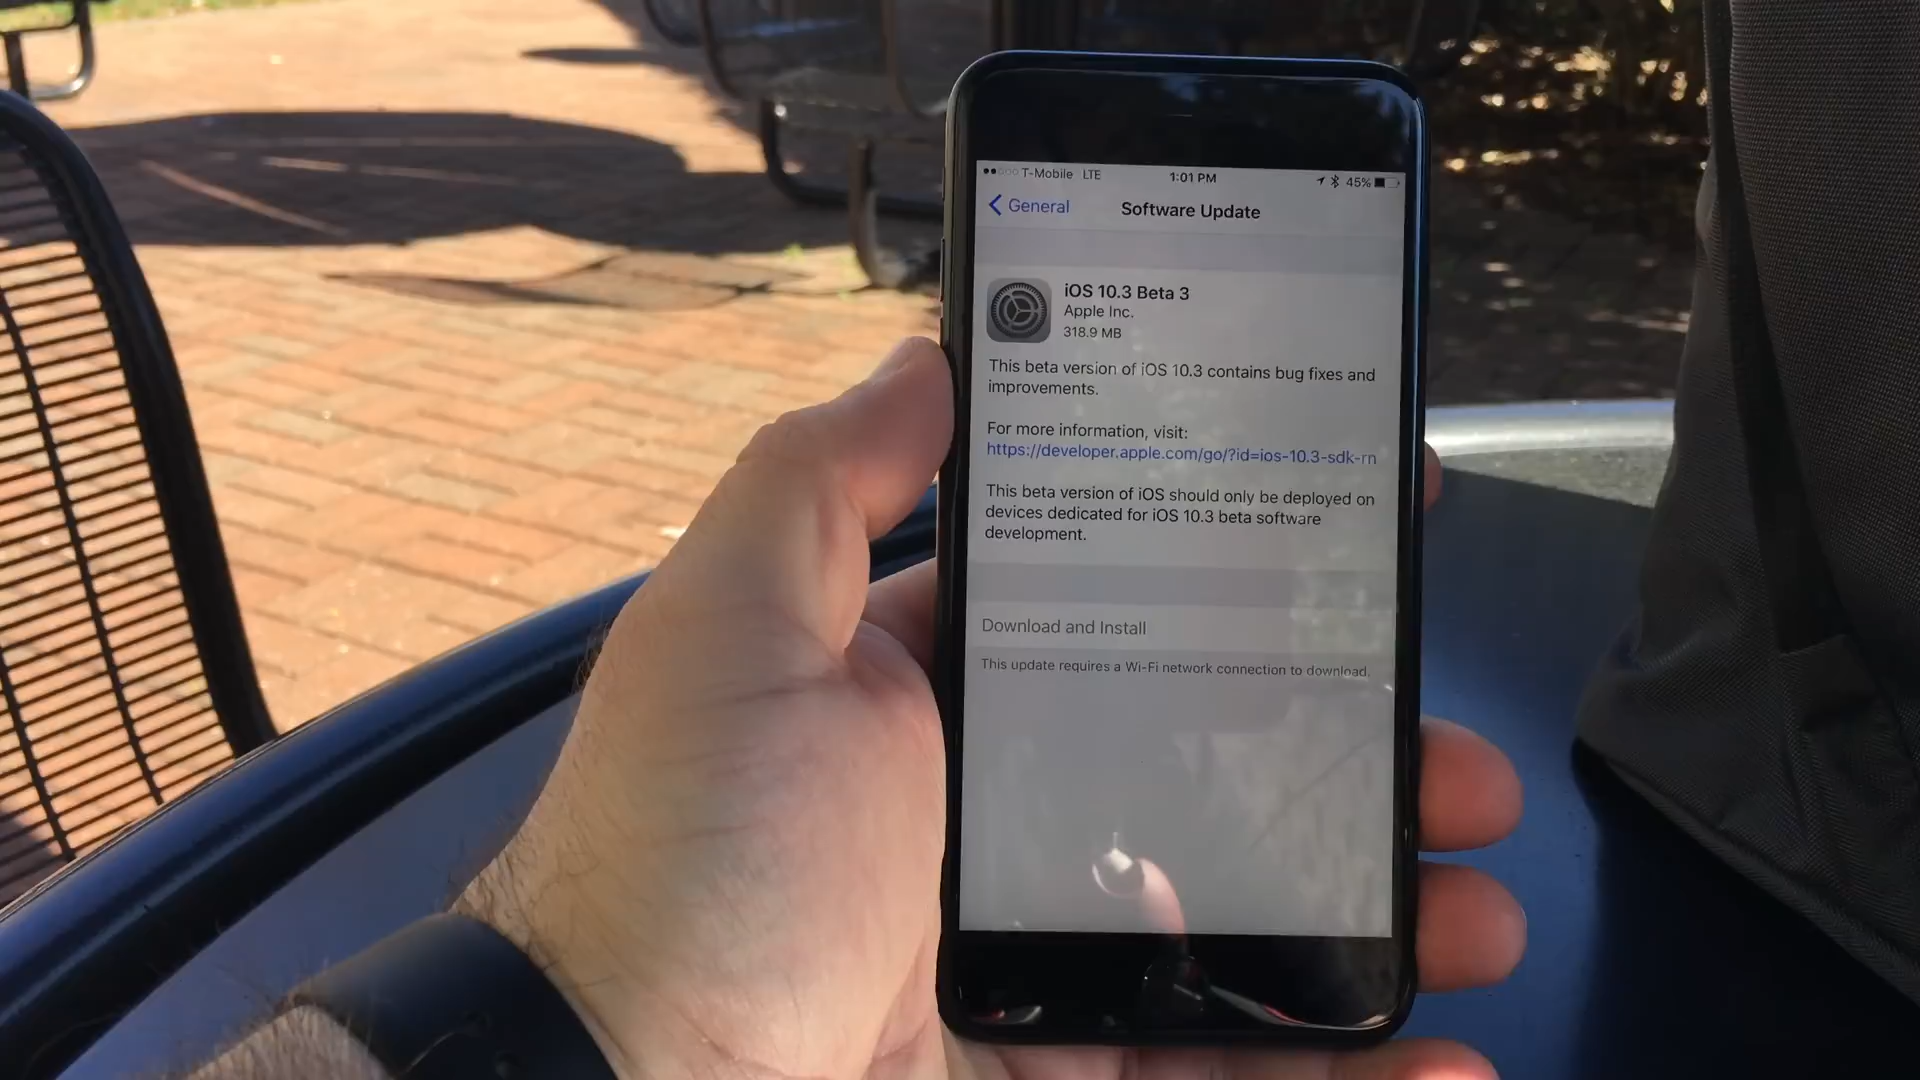 T-Mobile LTE 1:01 PM 45%
General Software Update
iOS 10.3 Beta 3
Apple Inc.
318.9 MB
This beta version of iOS 10.3 contains bug fixes and
improvements.
For more information, visit:
https://developer.apple.com/go/?id=ios-10.3-sdk-rn
This beta version of iOS should only be deployed on
devices dedicated for iOS 10.3 beta software
development.
Download and Install
This update requires a Wi-Fi network connection to download.